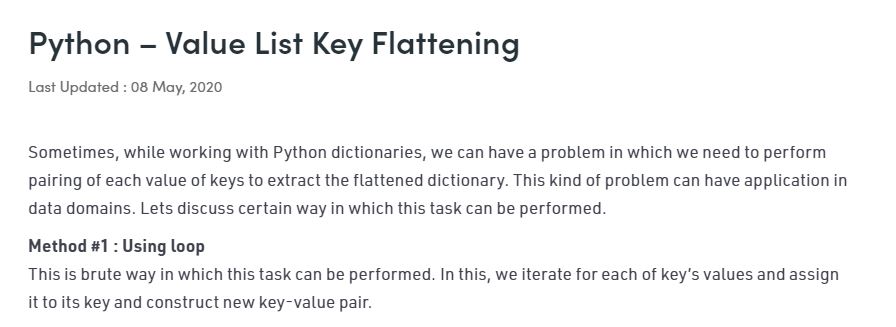 Python – Value List Key Flattening
Last Updated : 08 May, 2020
Sometimes, while working with Python dictionaries, we can have a problem in which we need to perform
pairing of each value of keys to extract the flattened dictionary. This kind of problem can have application in
data domains. Lets discuss certain way in which this task can be performed.
Method #1 : Using loop
This is brute way in which this task can be performed. In this, we iterate for each of key’s values and assign
it to its key and construct new key-value pair.